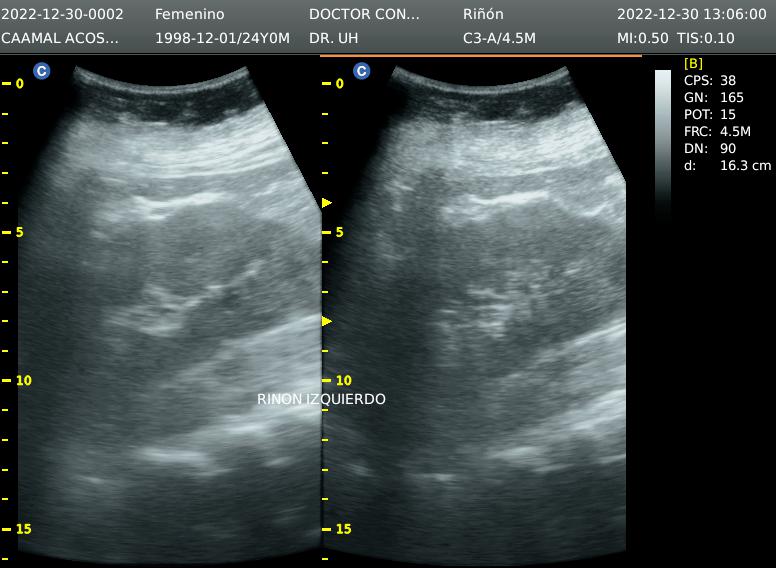 2022-12-30-0002 Femenino DOCTOR CON... Riñón 2022-12-30 13:06:00
CAAMAL ACOS... 1998-12-01/24Y0M DR. UH C3-A/4.5M MI:0.50 TIS:0.10
C C [B]
0 0 CPS: 38
GN: 165
POT: 15
FRC: 4.5M
DN: 90
d: 16.3 cm
5 5
10 10
RINON IZQUIERDO
15 15